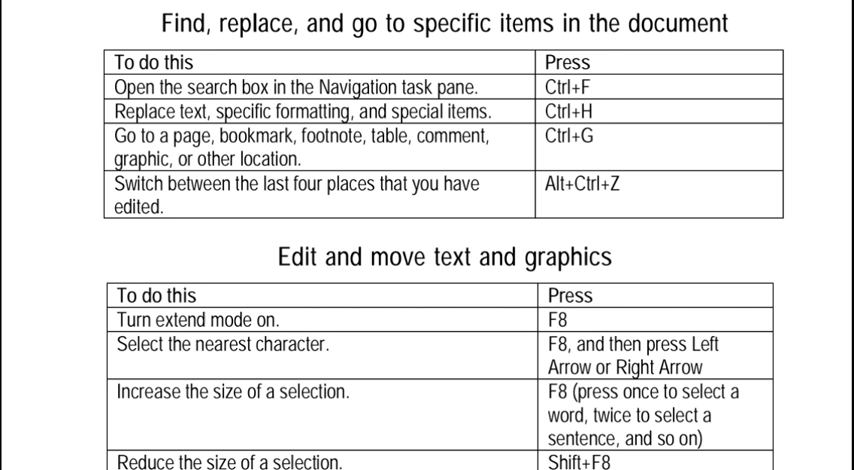 Find, replace, and go to specific items in the document
To do this Press
Open the search box in the Navigation task pane. Ctrl+F
Replace text, specific formatting, and special items. Ctrl+H
Go to a page, bookmark, footnote, table, comment, Ctrl+G
graphic, or other location.
Switch between the last four places that you have Alt+Ctrl+Z
edited.
Edit and move text and graphics
To do this Press
Turn extend mode on. F8
Select the nearest character. F8, and then press Left
Arrow or Right Arrow
Increase the size of a selection. F8 (press once to select a
word, twice to select a
sentence, and so on)
Reduce the size of a selection. Shift+F8